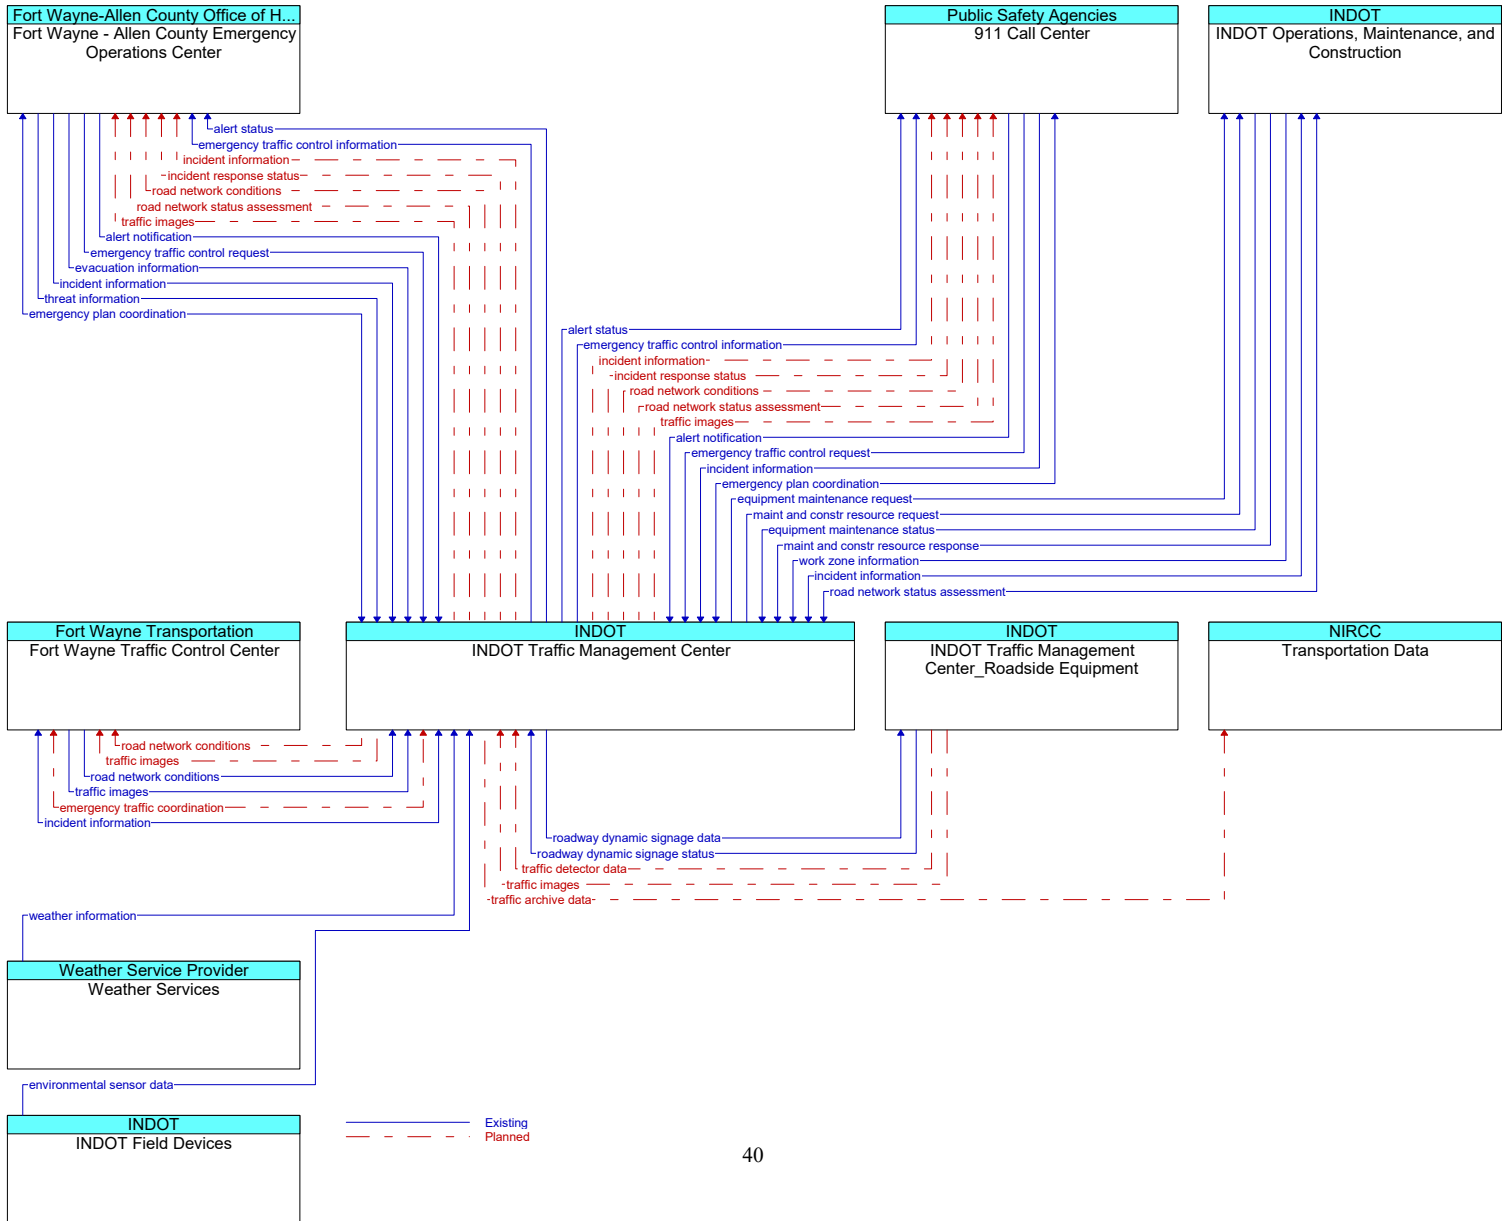 Fort Wayne-Allen County Office of H...
Fort Wayne - Allen County Emergency
Operations Center
Public Safety Agencies
911 Call Center
INDOT
INDOT Operations, Maintenance, and
Construction
alert status
emergency traffic control information
incident information
incident response status
road network conditions
road network status assessment
traffic images
alert notification
emergency traffic control request
evacuation information
incident information
threat information
emergency plan coordination
alert status
emergency traffic control information
incident information
incident response status
road network conditions
road network status assessment
traffic images
alert notification
emergency traffic control request
incident information
emergency plan coordination
equipment maintenance request
maint and constr resource request
equipment maintenance status
maint and constr resource response
work zone information
incident information
road network status assessment
Fort Wayne Transportation
Fort Wayne Traffic Control Center
INDOT
INDOT Traffic Management Center
INDOT
INDOT Traffic Management
Center_Roadside Equipment
NIRCC
Transportation Data
road network conditions
traffic images
road network conditions
traffic images
emergency traffic coordination
incident information
roadway dynamic signage data
roadway dynamic signage status
traffic detector data
traffic images
traffic archive data
weather information
Weather Service Provider
Weather Services
environmental sensor data
INDOT
INDOT Field Devices
Existing
Planned
40